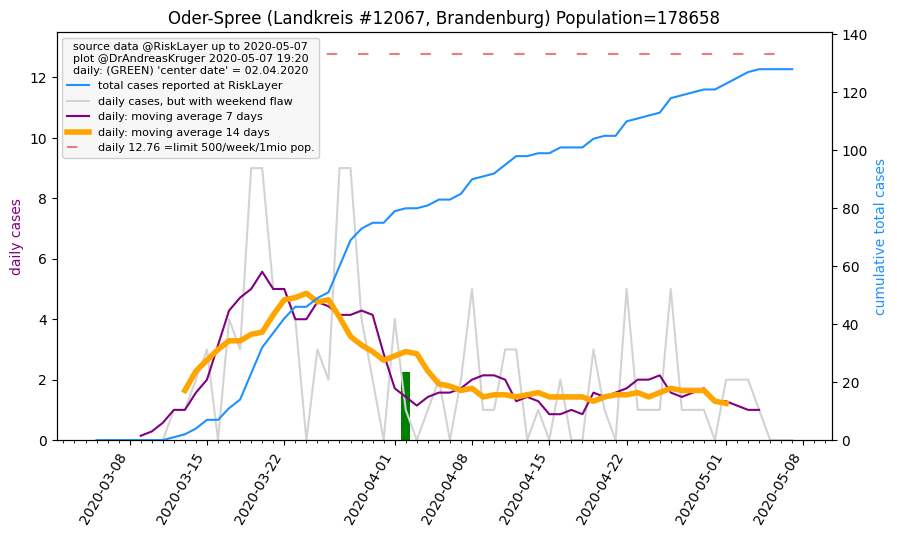 Oder-Spree (Landkreis #12067, Brandenburg) Population=178658
source data @RiskLayer up to 2020-05-07
plot @DrAndreasKruger 2020-05-07 19:20
daily: (GREEN) 'center date' = 02.04.2020
total cases reported at RiskLayer
daily cases, but with weekend flaw
daily: moving average 7 days
daily: moving average 14 days
daily 12.76 =limit 500/week/1mio pop.
daily cases
12
10
8
6
4
2
0
cumulative total cases
140
120
100
80
60
40
20
0
2020-03-08
2020-03-15
2020-03-22
2020-04-01
2020-04-08
2020-04-15
2020-04-22
2020-05-01
2020-05-08